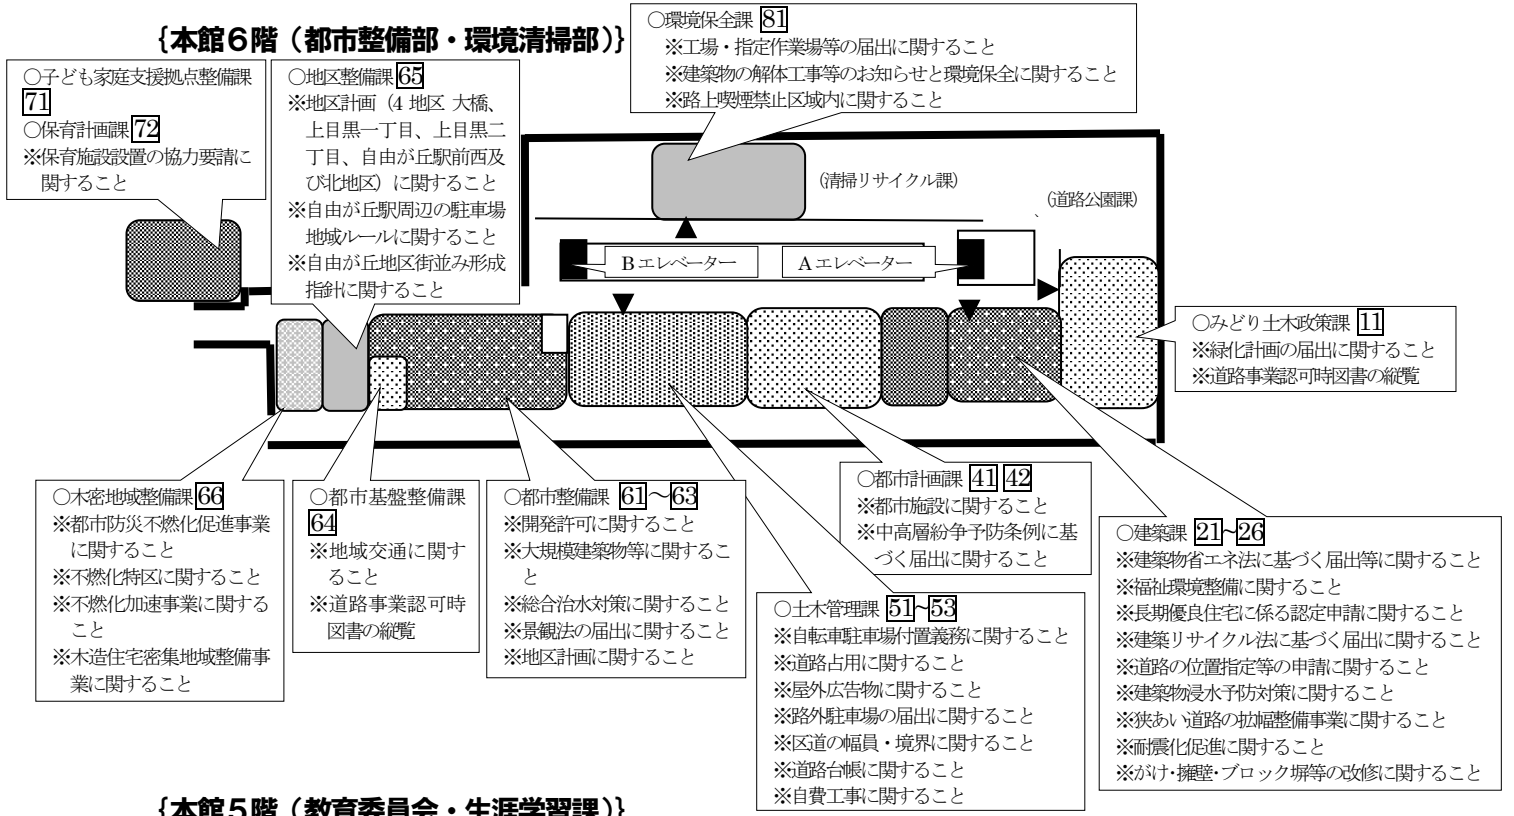 {本館６階（都市整備部・環境清掃部）}
○環境保全課 81
※工場・指定作業場等の届出に関すること
※建築物の解体工事等のお知らせと環境保全に関すること
※路上喫煙禁止区域内に関すること
○子ども家庭支援拠点整備課
71
○保育計画課 72
※保育施設設置の協力要請に
関すること
○地区整備課 65
※地区計画（4 地区 大橋、
上目黒一丁目、上目黒二
丁目、自由が丘駅前西及
び北地区）に関すること
※自由が丘駅周辺の駐車場
地域ルールに関すること
※自由が丘地区街並み形成
指針に関すること
（清掃リサイクル課）
（道路公園課）
、
B エレベーター
A エレベーター
○みどり土木政策課 11
※緑化計画の届出に関すること
※道路事業認可時図書の縦覧
○木密地域整備課 66
※都市防災不燃化促進事業
に関すること
※不燃化特区に関すること
※不燃化加速事業に関する
こと
※木造住宅密集地域整備事
業に関すること
○都市基盤整備課
64
※地域交通に関す
ること
※道路事業認可時
図書の縦覧
○都市整備課 61～63
※開発許可に関すること
※大規模建築物等に関するこ
と
※総合治水対策に関すること
※景観法の届出に関すること
※地区計画に関すること
○都市計画課 41 42
※都市施設に関すること
※中高層紛争予防条例に基
づく届出に関すること
○土木管理課 51~53
※自転車駐車場付置義務に関すること
※道路占用に関すること
※屋外広告物に関すること
※路外駐車場の届出に関すること
※区道の幅員・境界に関すること
※道路台帳に関すること
※自費工事に関すること
○建築課 21~26
※建築物省エネ法に基づく届出等に関すること
※福祉環境整備に関すること
※長期優良住宅に係る認定申請に関すること
※建築リサイクル法に基づく届出に関すること
※道路の位置指定等の申請に関すること
※建築物浸水予防対策に関すること
※狭あい道路の拡幅整備事業に関すること
※耐震化促進に関すること
※がけ・擁壁・ブロック塀等の改修に関すること
{本館５階（教育委員会・生涯学習課）}